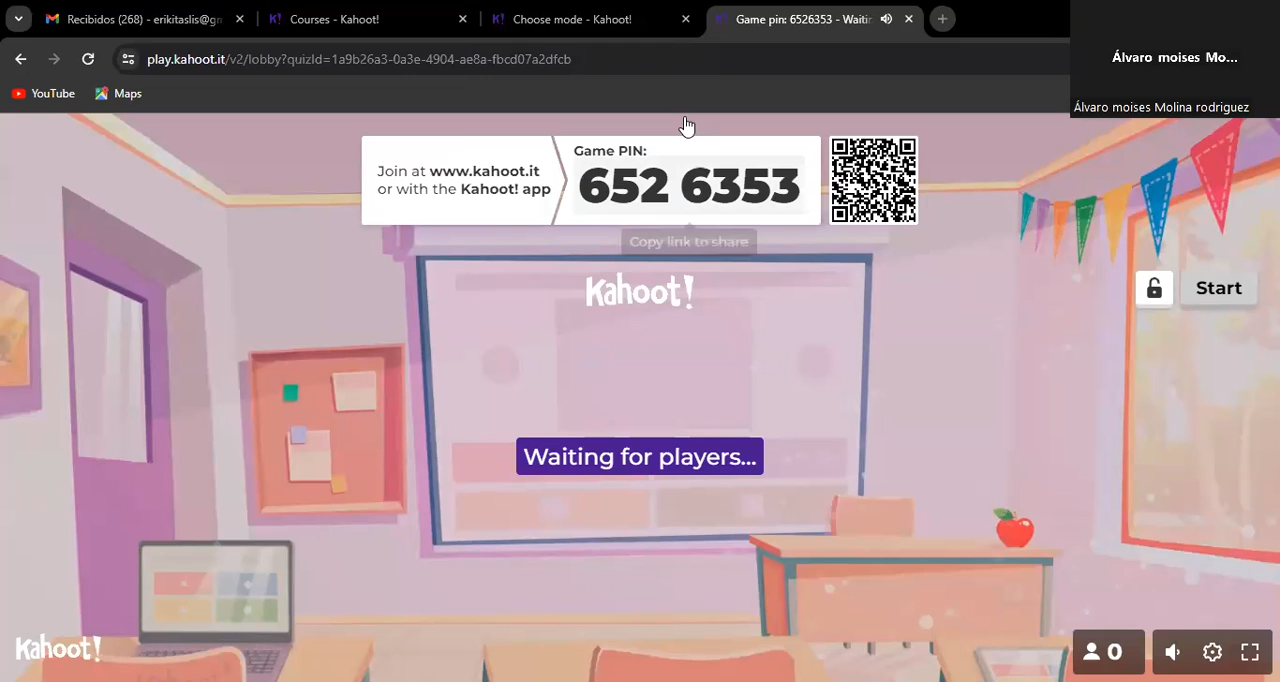 Recibidos (268) - erikitaslis@gm
Courses - Kahoot!
Choose mode - Kahoot!
Game pin: 6526353 - Waitin
Álvaro moises Mo...
play.kahoot.it/v2/lobby?quizId=1a9b26a3-0a3e-4904-ae8a-fbcd07a2dfcb
YouTube
Maps
Álvaro moises Molina rodriguez
Join at www.kahoot.it
or with the Kahoot! app
Game PIN:
652 6353
Copy link to share
Kahoot!
Start
Waiting for players...
Kahoot!
0